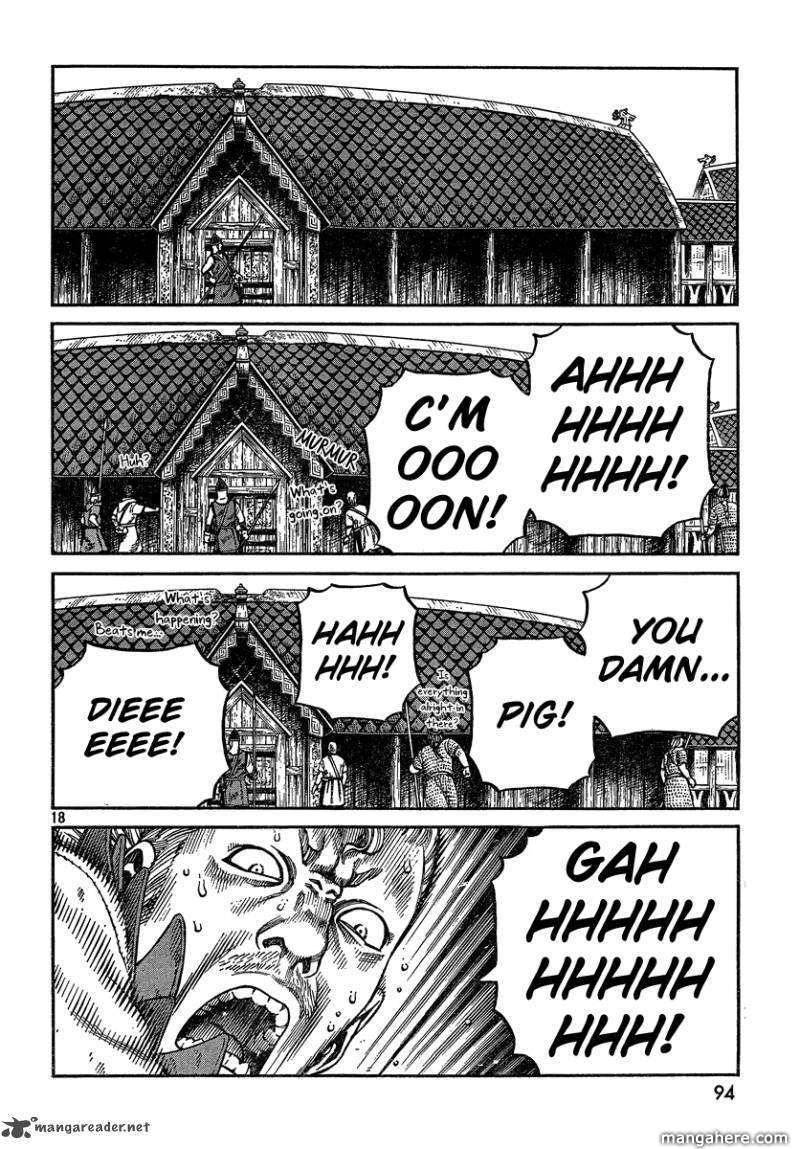 AHHH
HHHH
HHHH!
C'M
OOO
OON!
MURMUR
What's
going on?
Huh?
YOU
DAMN...
PIG!
Is
everything
alright in
there?
HAHH
HHH!
What's
happening?
Beats me...
DIEEE
EEEE!
18
GAH
HHHHH
HHHHH
HHH!
94
mangareader.net
www.mangahere.com